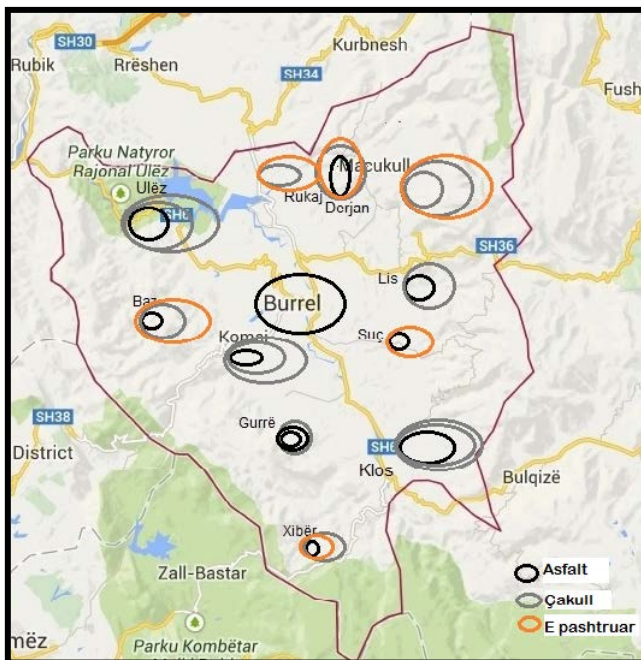 SH30
Kurbnesh
Rubik
Rrëshen
SH34
Fush
Parku Natyror
Rajonal Ulëz
Macukull
Ulëz
Rukaj
Derjan
SH6
SH36
Lis
Baz
Burrel
Suç
Komsi
Gurrë
SH38
District
SH6
Klos
Bulqizë
Xibër
Zall-Bastar
Asfalt
Çakull
E pashtruar
mëz
Parku Kombëtar